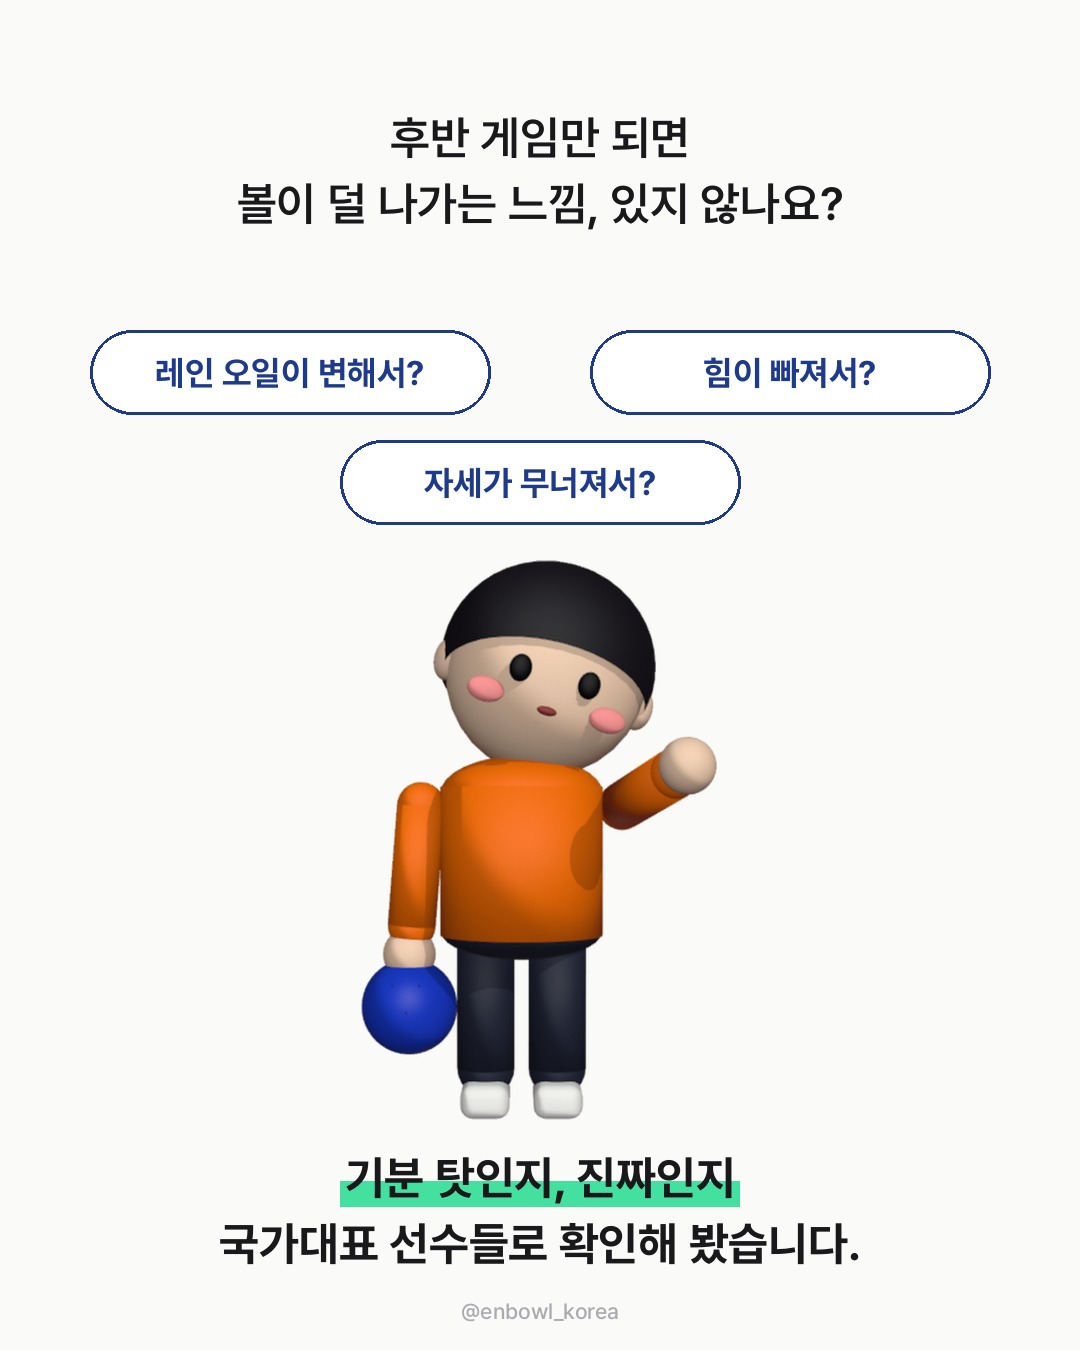 후반 게임만 되면
볼이 덜 나가는 느낌, 있지 않나요?
레인 오일이 변해서?
힘이 빠져서?
자세가 무너져서?
기분 탓인지, 진짜인지
국가대표 선수들로 확인해 봤습니다.
@enbowl_korea